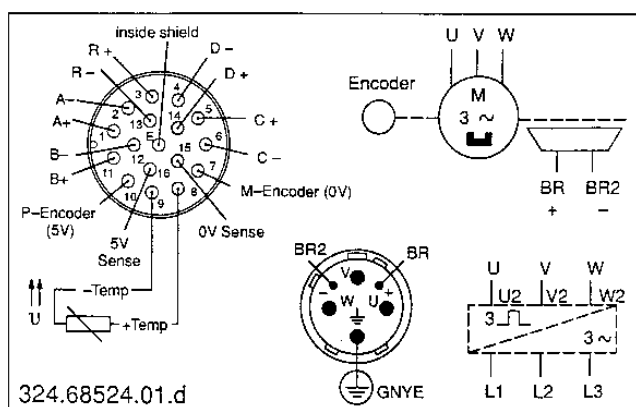 inside shield
R+
D-
R-
D+
A-
3
4
2
5
13
14
C+
A+
1
E
6
B-
15
C-
12
16
7
B+
11
10
9
8
M-Encoder (0V)
P-Encoder
(5V)
5V
Sense
0V Sense
-Temp
U
+Temp
324.68524.01.d
U V W
Encoder
M
3 ~
BR BR2
+ -
BR2 BR
V
- W U +
GNYE
U V W
U2 V2 W2
3
3 ~
L1 L2 L3